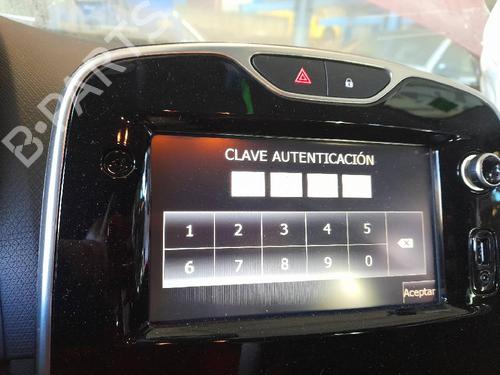 B-PARTS
CLAVE AUTENTICACIÓN
1 2 3 4 5
6 7 8 9 0
Aceptar